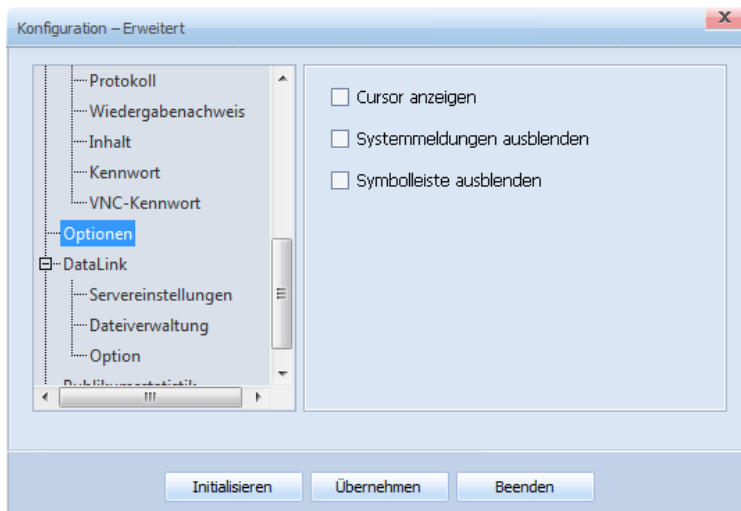 Konfiguration – Erweitert
Protokoll
Wiedergabenachweis
Inhalt
Kennwort
VNC-Kennwort
Optionen
DataLink
Servereinstellungen
Dateiverwaltung
Option
Cursor anzeigen
Systemmeldungen ausblenden
Symbolleiste ausblenden
Initialisieren Übernehmen Beenden